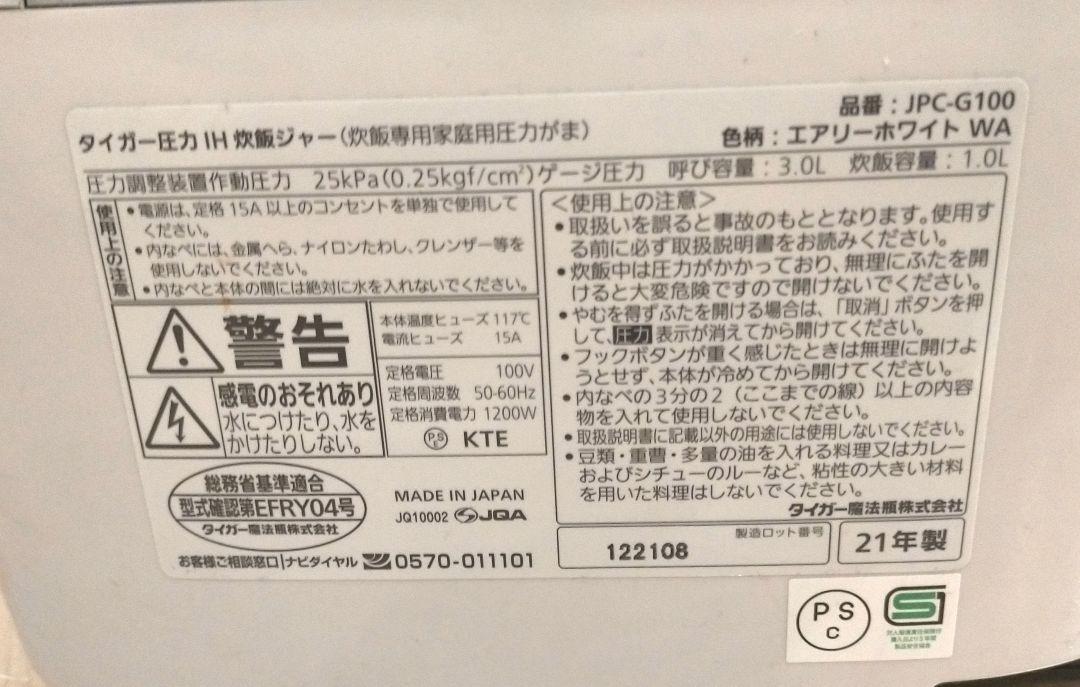 タイガー圧力IH炊飯ジャー(炊飯専用家庭用圧力がま)
品番:JPC-G100
色柄:エアリーホワイト WA
圧力調整装置作動圧力 25kPa(0.25kgf/cm²)ゲージ圧力 呼び容量:3.0L 炊飯容量:1.0L
使用上の注意
•電源は、定格15A以上のコンセントを単独で使用して
ください。
•内なべには、金属へら、ナイロンたわし、クレンザー等を
使用しないでください。
•内なべと本体の間には絶対に水を入れないでください。
警告
感電のおそれあり
水につけたり、水を
かけたりしない。
本体温度ヒューズ 117℃
電流ヒューズ 15A
定格電圧 100V
定格周波数 50-60Hz
定格消費電力 1200W
PSE KTE
総務省基準適合
型式確認第EFRY04号
タイガー魔法瓶株式会社
MADE IN JAPAN
JQ10002 JQA
お客様ご相談窓口 ナビダイヤル 0570-011101
<使用上の注意>
•取扱いを誤ると事故のもととなります。使用す
る前に必ず取扱説明書をお読みください。
•炊飯中は圧力がかかっており、無理にふたを開
けると大変危険ですので開けないでください。
•やむを得ずふたを開ける場合は、「取消」ボタンを押
して、圧力表示が消えてから開けてください。
•フックボタンが重く感じたときは無理に開けよ
うとせず、本体が冷めてから開けてください。
•内なべの3分の2(ここまでの線)以上の内容
物を入れて使用しないでください。
•取扱説明書に記載以外の用途には使用しないでください。
•豆類・重曹・多量の油を入れる料理又はカレー
およびシチューのルーなど、粘性の大きい材料
を用いた料理はしないでください。
タイガー魔法瓶株式会社
製造ロット番号
122108
21年製
PS
C
S1